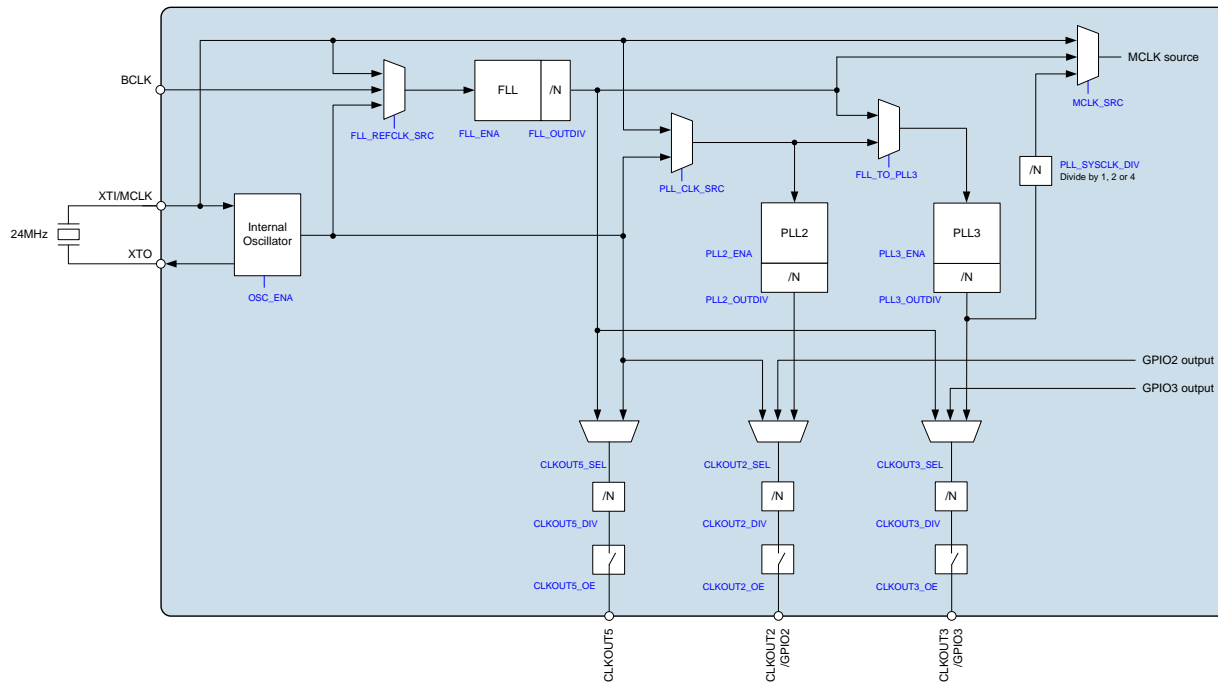 MCLK source
BCLK
FLL
/N
MCLK_SRC
FLL_REFCLK_SRC
FLL_ENA
FLL_OUTDIV
/N
PLL_SYSCLK_DIV
Divide by 1, 2 or 4
FLL_TO_PLL3
PLL_CLK_SRC
XTI/MCLK
24MHz
Internal
Oscillator
PLL2
PLL3
XTO
PLL2_ENA
PLL3_ENA
/N
/N
OSC_ENA
PLL2_OUTDIV
PLL3_OUTDIV
GPIO2 output
GPIO3 output
CLKOUT5_SEL
CLKOUT2_SEL
CLKOUT3_SEL
/N
/N
/N
CLKOUT5_DIV
CLKOUT2_DIV
CLKOUT3_DIV
CLKOUT5_OE
CLKOUT2_OE
CLKOUT3_OE
CLKOUT5
CLKOUT2
/GPIO2
CLKOUT3
/GPIO3